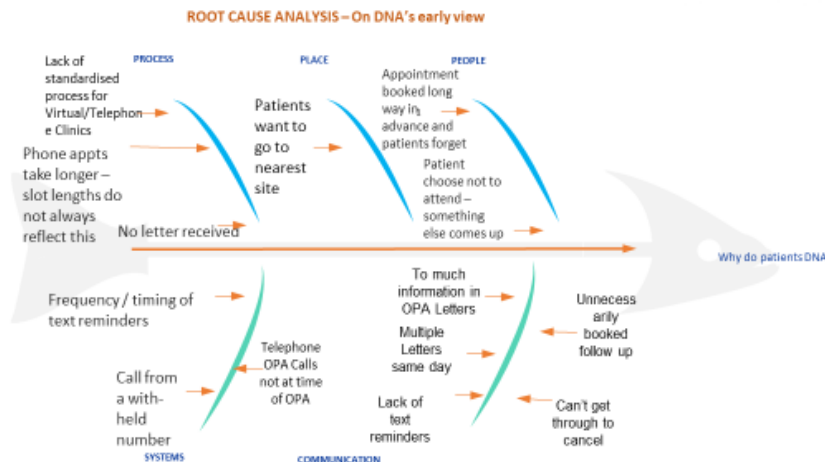 ROOT CAUSE ANALYSIS – On DNA's early view
PROCESS
Lack of
standardised
process for
Virtual/Telephon
e Clinics
Phone appts
take longer –
slot lengths do
not always
reflect this
No letter received
PLACE
Patients
want to
go to
nearest
site
PEOPLE
Appointment
booked long
way in
advance and
patients forget
Patient
choose not to
attend –
something
else comes up
Why do patients DNA
Frequency / timing of
text reminders
Call from
a with-
held
number
Telephone
OPA Calls
not at time
of OPA
SYSTEMS
To much
information in
OPA Letters
Multiple
Letters
same day
Lack of
text
reminders
Unnecess
arily
booked
follow up
Can't get
through to
cancel
COMMUNICATION